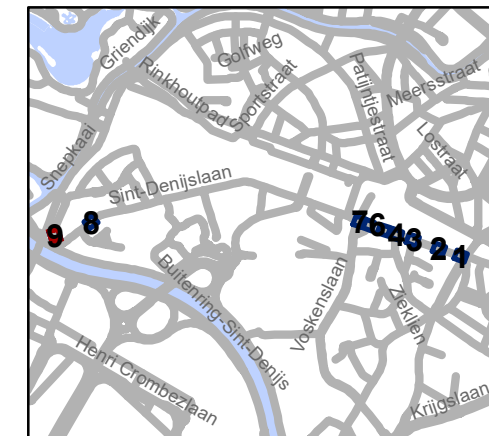 Griendijk
Golfweg
Rinkhoutpad
Sportstraat
Patijntjestraat
Meersstraat
Lostraat
Snepkaai
Sint-Denijslaan
9
8
7
6
4
3
2
1
Buitenring-Sint-Denijs
Voskenslaan
Zieklien
Henri Crombezlaan
Krijgslaan